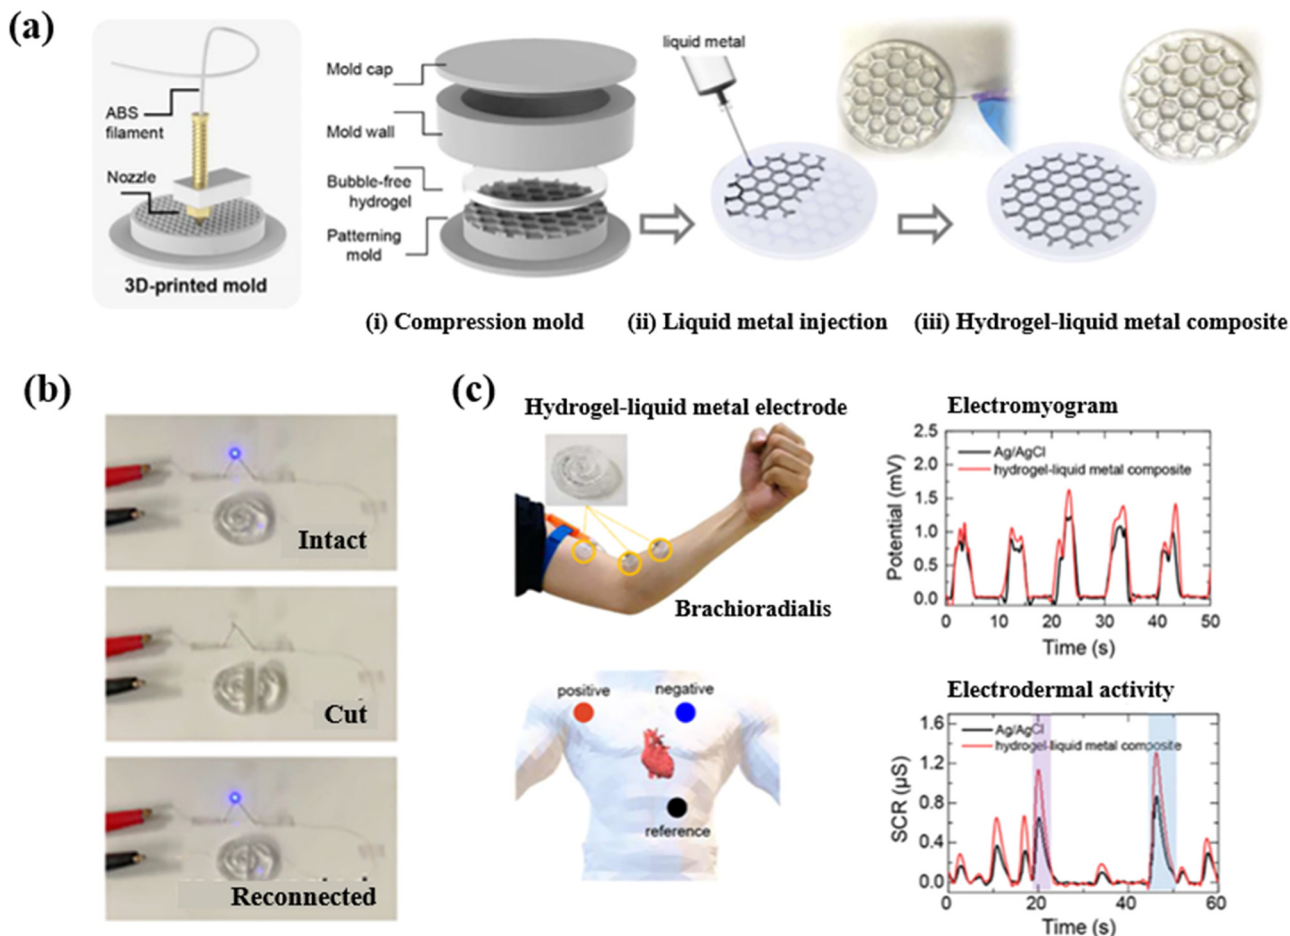 (a)
ABS
filament
Nozzle
3D-printed mold
Mold cap
Mold wall
Bubble-free
hydrogel
Patterning
mold
(i) Compression mold
liquid metal
(ii) Liquid metal injection
(iii) Hydrogel-liquid metal composite
(b)
Intact
Cut
Reconnected
(c)
Hydrogel-liquid metal electrode
Brachioradialis
positive
negative
reference
Electromyogram
Ag/AgCl
hydrogel-liquid metal composite
Potential (mV)
2.5
2.0
1.5
1.0
0.5
0.0
0 10 20 30 40 50
Time (s)
Electrodermal activity
Ag/AgCl
hydrogel-liquid metal composite
SCR (µS)
1.6
1.2
0.8
0.4
0.0
0 20 40 60
Time (s)